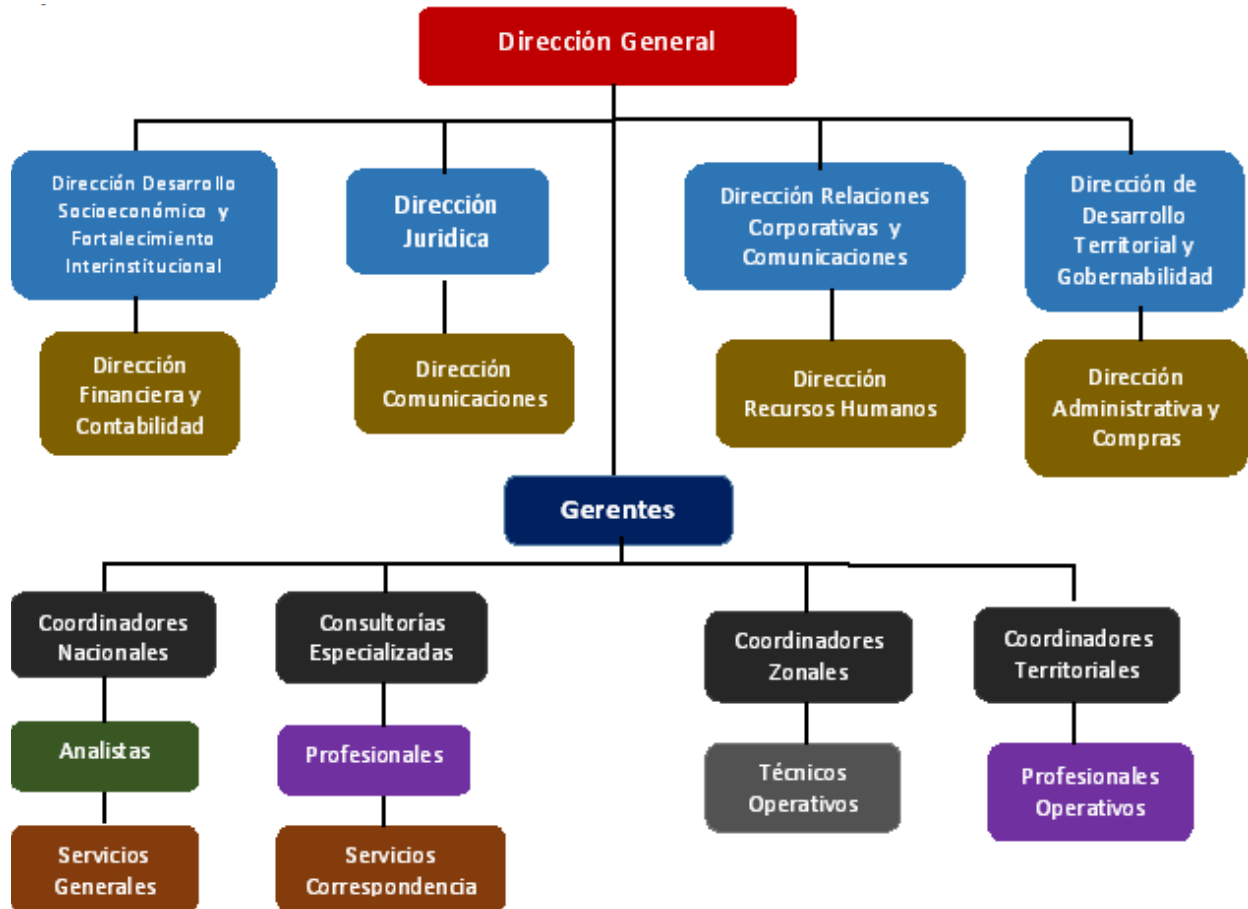 Dirección General
Dirección Desarrollo
Socioeconómico y
Fortalecimiento
Interinstitucional
Dirección
Juridica
Dirección Relaciones
Corporativas y
Comunicaciones
Dirección de
Desarrollo
Territorial y
Gobernabilidad
Dirección
Financiera y
Contabilidad
Dirección
Comunicaciones
Dirección
Recursos Humanos
Dirección
Administrativa y
Compras
Gerentes
Coordinadores
Nacionales
Consultorías
Especializadas
Coordinadores
Zonales
Coordinadores
Territoriales
Analistas
Profesionales
Técnicos
Operativos
Profesionales
Operativos
Servicios
Generales
Servicios
Correspondencia